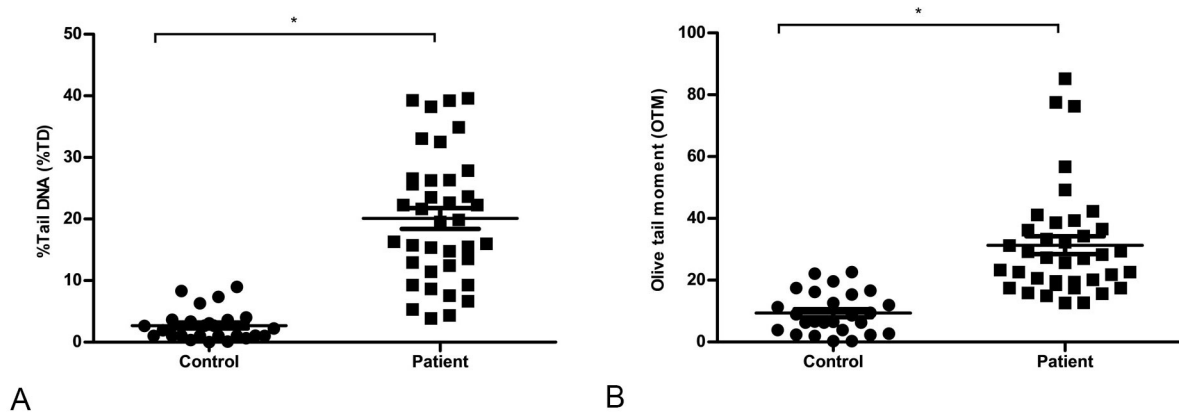 *
50
40
30
20
10
0
%Tail DNA (%TD)
Control
Patient
A
*
100
80
60
40
20
0
Olive tail moment (OTM)
Control
Patient
B